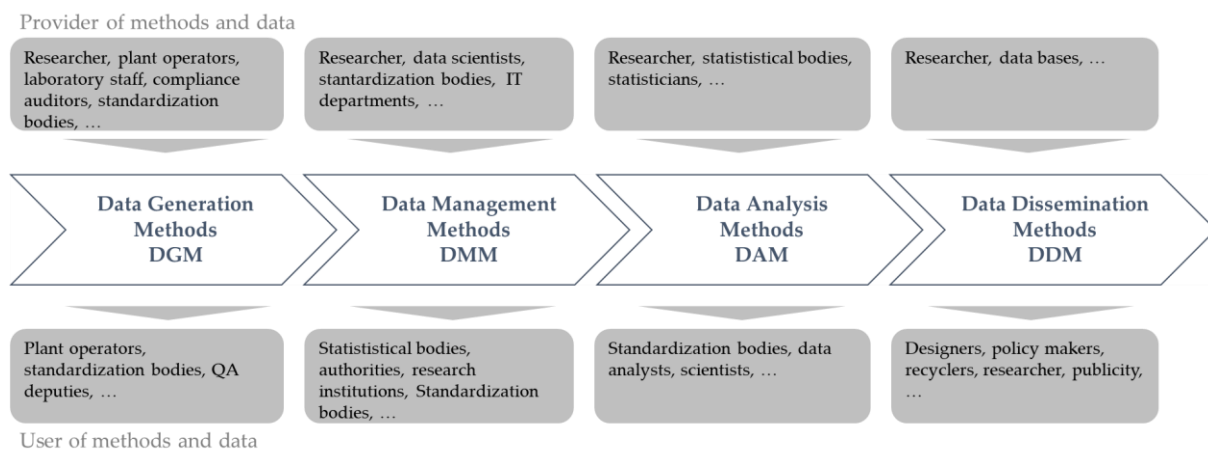 Provider of methods and data
Researcher, plant operators,
laboratory staff, compliance
auditors, standardization
bodies, …
Researcher, data scientists,
stantardization bodies, IT
departments, …
Researcher, statististical bodies,
statisticians, …
Researcher, data bases, …
Data Generation
Methods
DGM
Data Management
Methods
DMM
Data Analysis
Methods
DAM
Data Dissemination
Methods
DDM
Plant operators,
standardization bodies, QA
deputies, …
Statististical bodies,
authorities, research
institutions, Standardization
bodies, …
Standardization bodies, data
analysts, scientists, …
Designers, policy makers,
recyclers, researcher, publicity,
…
User of methods and data